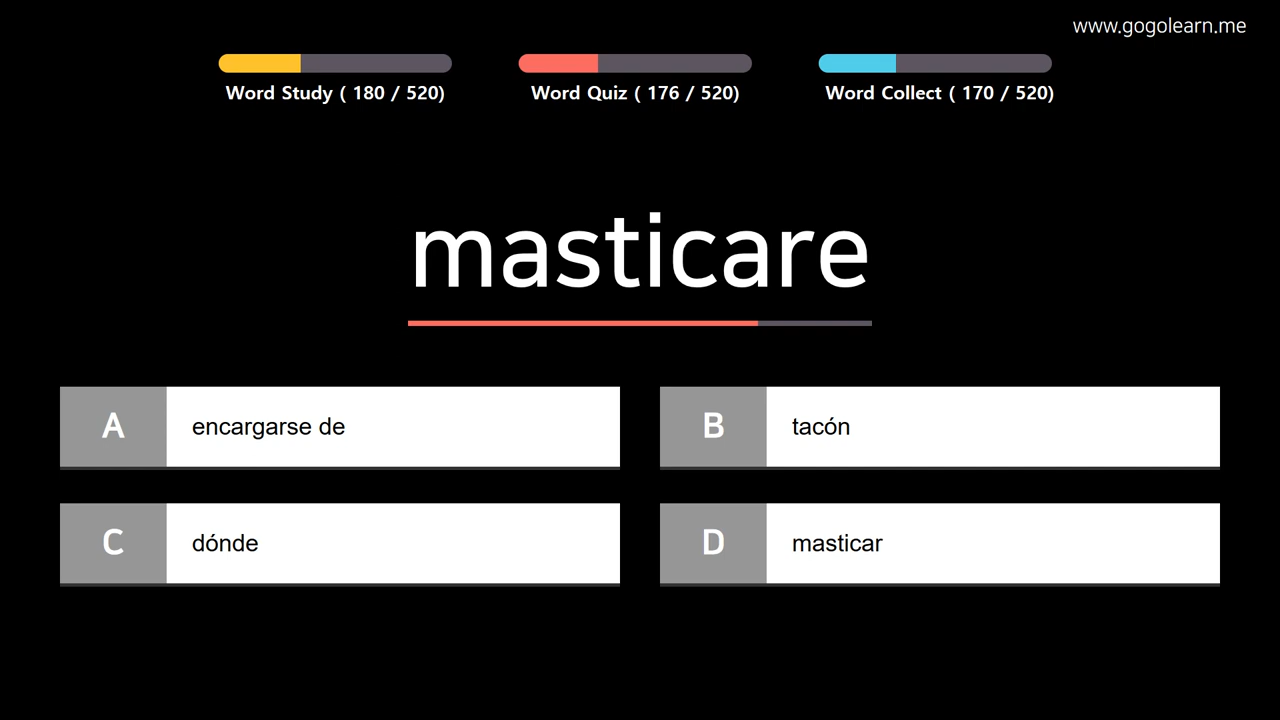 www.gogolearn.me
Word Study ( 180 / 520)
Word Quiz ( 176 / 520)
Word Collect ( 170 / 520)
masticare
A encargarse de
B tacón
C dónde
D masticar